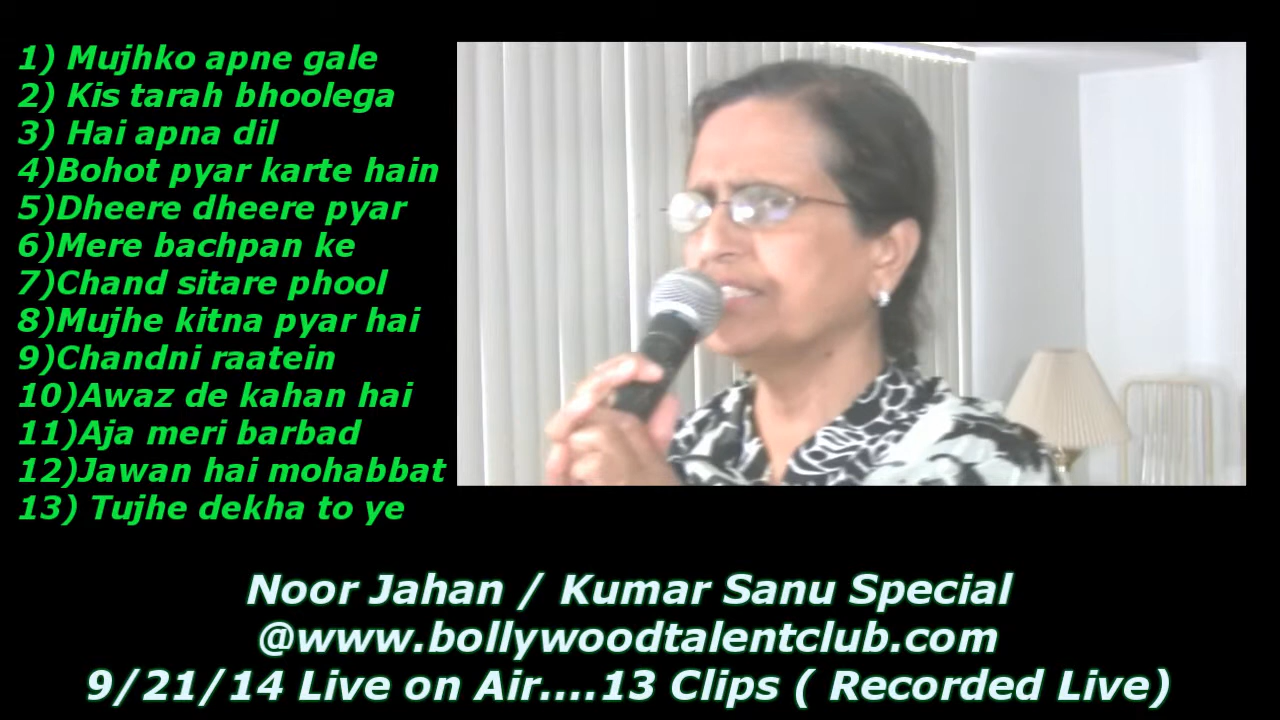 1) Mujhko apne gale
2) Kis tarah bhoolega
3) Hai apna dil
4)Bohot pyar karte hain
5)Dheere dheere pyar
6)Mere bachpan ke
7)Chand sitare phool
8)Mujhe kitna pyar hai
9)Chandni raatein
10)Awaz de kahan hai
11)Aja meri barbad
12)Jawan hai mohabbat
13) Tujhe dekha to ye
Noor Jahan / Kumar Sanu Special
@www.bollywoodtalentclub.com
9/21/14 Live on Air....13 Clips ( Recorded Live)